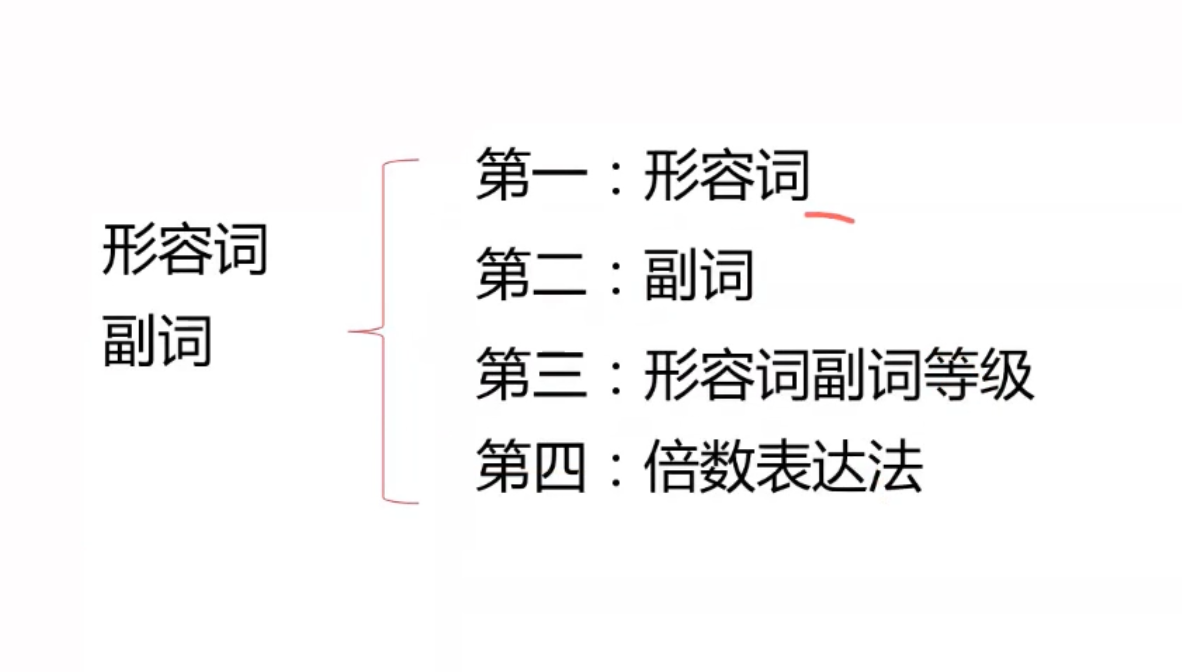 形容词
副词
第一：形容词
第二：副词
第三：形容词副词等级
第四：倍数表达法